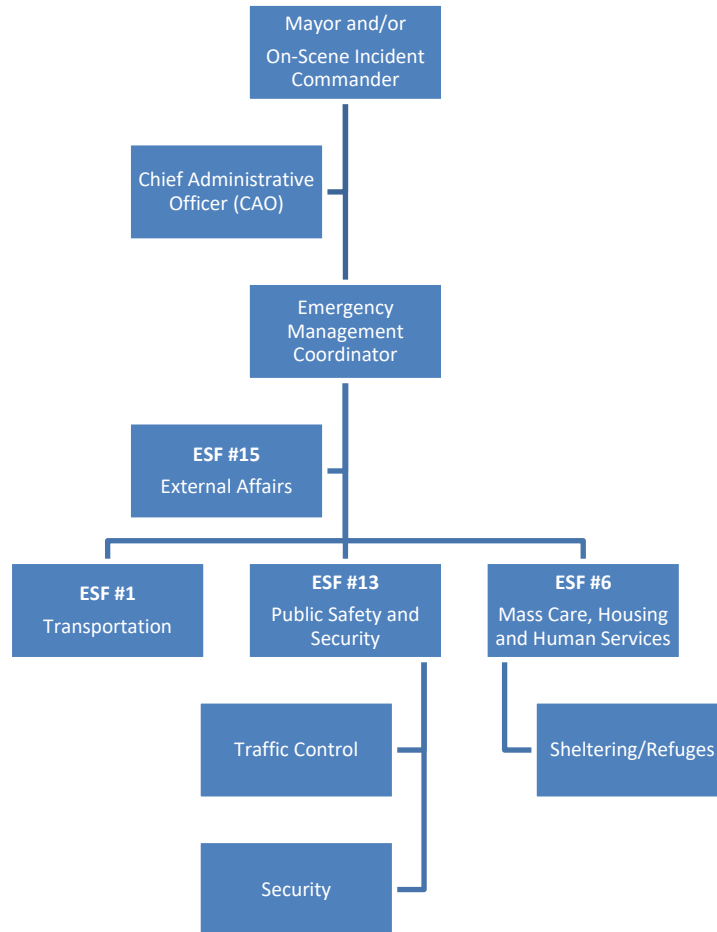 Mayor and/or
On-Scene Incident
Commander
Chief Administrative
Officer (CAO)
Emergency
Management
Coordinator
ESF #15
External Affairs
ESF #1
Transportation
ESF #13
Public Safety and
Security
ESF #6
Mass Care, Housing
and Human Services
Traffic Control
Sheltering/Refuges
Security